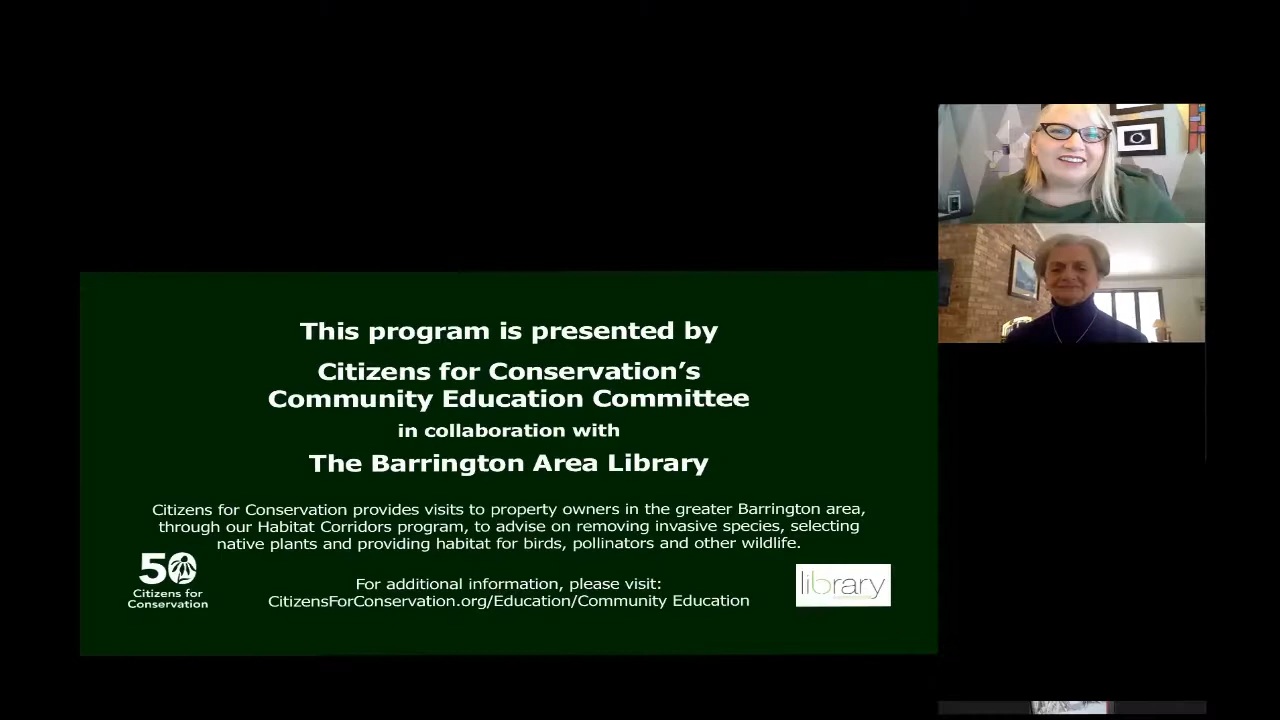 This program is presented by
Citizens for Conservation's
Community Education Committee
in collaboration with
The Barrington Area Library
Citizens for Conservation provides visits to property owners in the greater Barrington area,
through our Habitat Corridors program, to advise on removing invasive species, selecting
native plants and providing habitat for birds, pollinators and other wildlife.
50
Citizens for
Conservation
For additional information, please visit:
CitizensForConservation.org/Education/Community Education
library